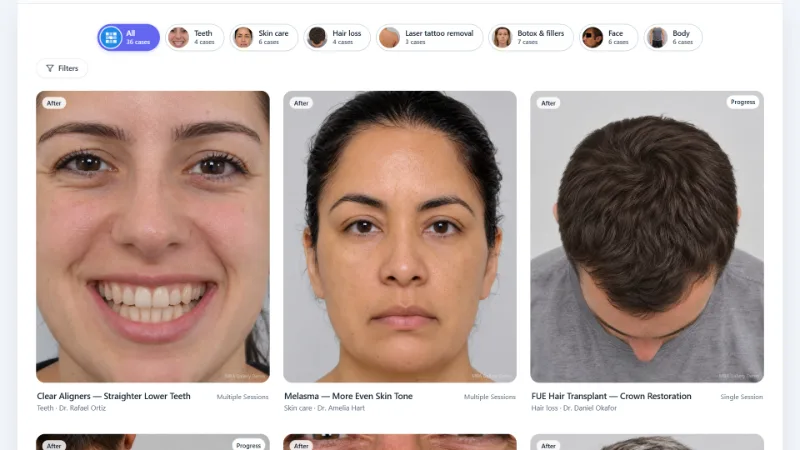 All
36 cases
Teeth
4 cases
Skin care
6 cases
Hair loss
4 cases
Laser tattoo removal
3 cases
Botox & fillers
7 cases
Face
6 cases
Body
6 cases
Filters
After
After
After
Progress
Clear Aligners — Straighter Lower Teeth
Multiple Sessions
Teeth · Dr. Rafael Ortiz
Melasma — More Even Skin Tone
Multiple Sessions
Skin care · Dr. Amelia Hart
FUE Hair Transplant — Crown Restoration
Single Session
Hair loss · Dr. Daniel Okafor
After
Progress
After
After